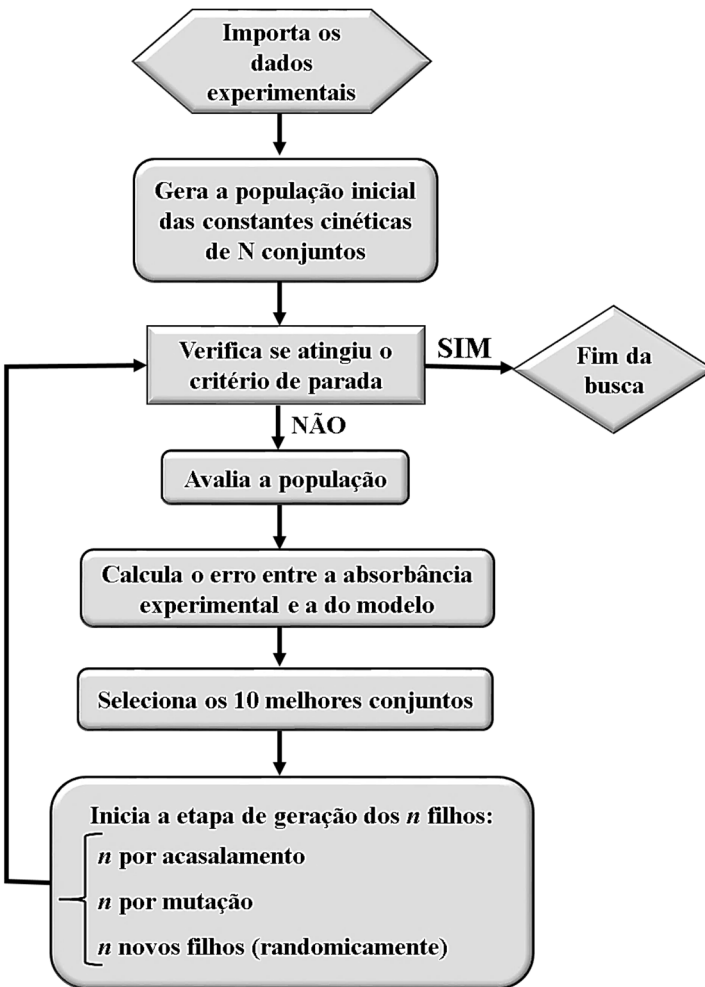 Importa os
dados
experimentais
Gera a população inicial
das constantes cinéticas
de N conjuntos
Verifica se atingiu o
critério de parada
SIM
Fim da
busca
NÃO
Avalia a população
Calcula o erro entre a absorbância
experimental e a do modelo
Seleciona os 10 melhores conjuntos
Inicia a etapa de geração dos n filhos:
n por acasalamento
n por mutação
n novos filhos (randomicamente)